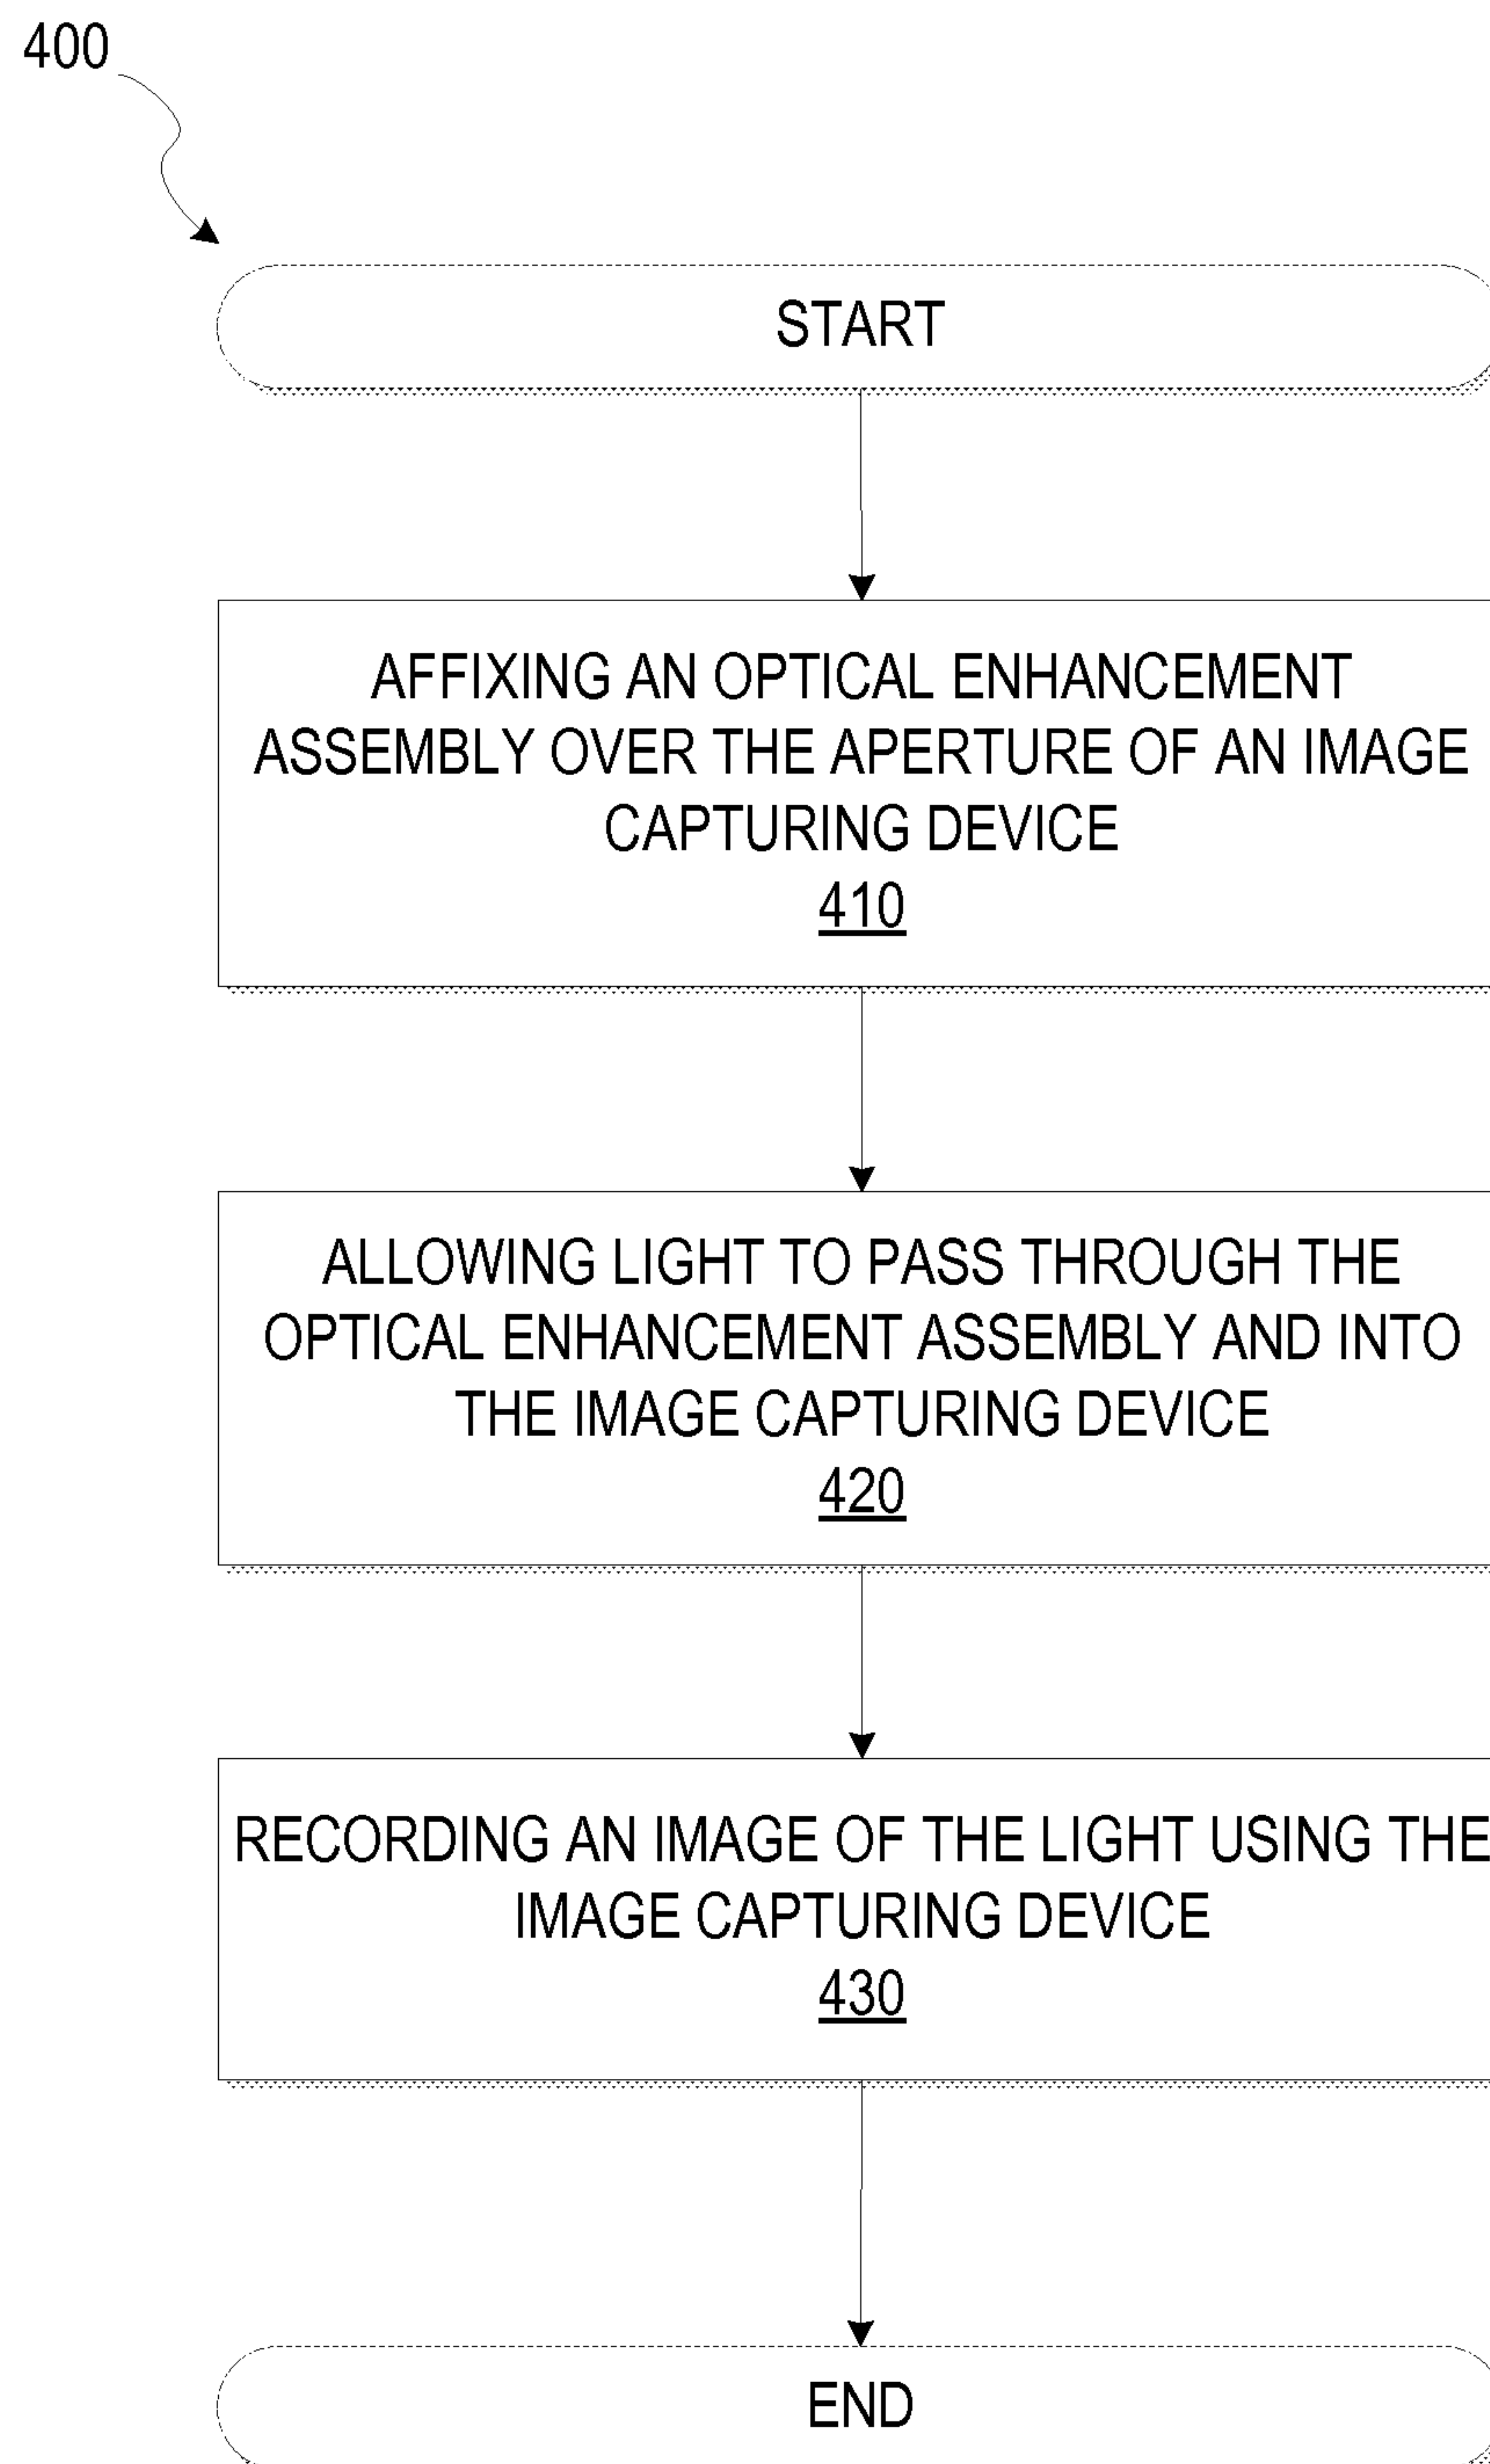 400
START
AFFIXING AN OPTICAL ENHANCEMENT
ASSEMBLY OVER THE APERTURE OF AN IMAGE
CAPTURING DEVICE
410
ALLOWING LIGHT TO PASS THROUGH THE
OPTICAL ENHANCEMENT ASSEMBLY AND INTO
THE IMAGE CAPTURING DEVICE
420
RECORDING AN IMAGE OF THE LIGHT USING THE
IMAGE CAPTURING DEVICE
430
END